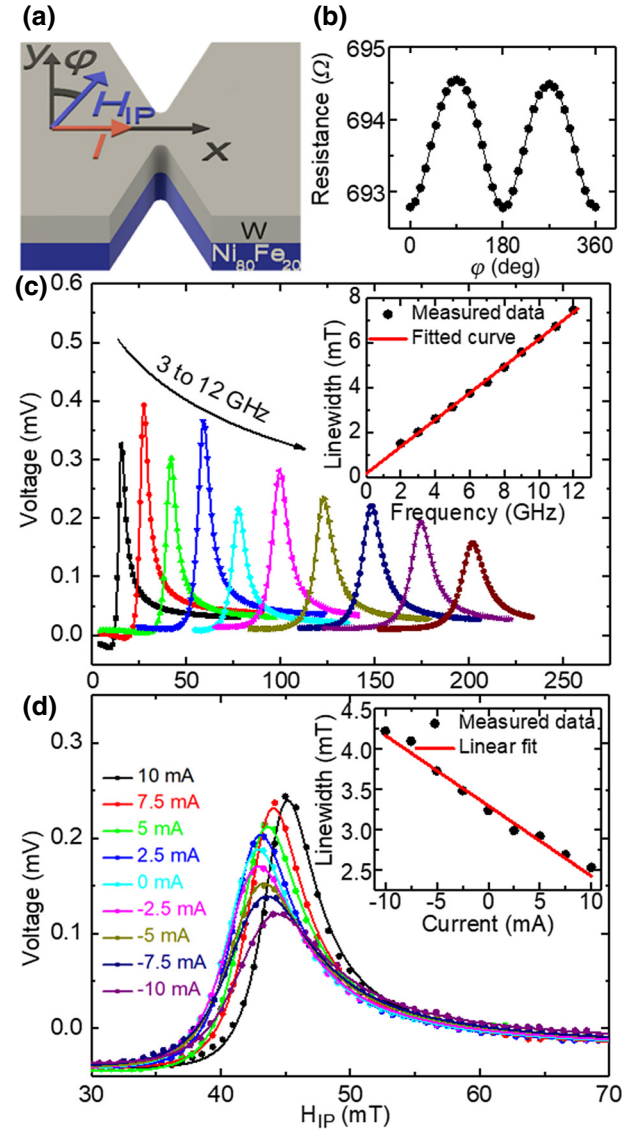 (a)
y
φ
H_IP
I
x
W
Ni80Fe20
(b)
Resistance (Ω)
695
694
693
0 180 360
φ (deg)
(c)
Voltage (mV)
0.6
0.5
0.4
0.3
0.2
0.1
0.0
0 25 50 75 100 125 150 175 200 225
3 to 12 GHz
Linewidth (mT)
8
6
4
2
0
0 2 4 6 8 10 12
Frequency (GHz)
Measured data
Fitted curve
(d)
Voltage (mV)
0.3
0.2
0.1
0.0
10 mA
7.5 mA
5 mA
2.5 mA
0 mA
-2.5 mA
-5 mA
-7.5 mA
-10 mA
30 40 50 60 70
H_IP (mT)
Linewidth (mT)
4.5
4.0
3.5
3.0
2.5
-10 -5 0 5 10
Current (mA)
Measured data
Linear fit